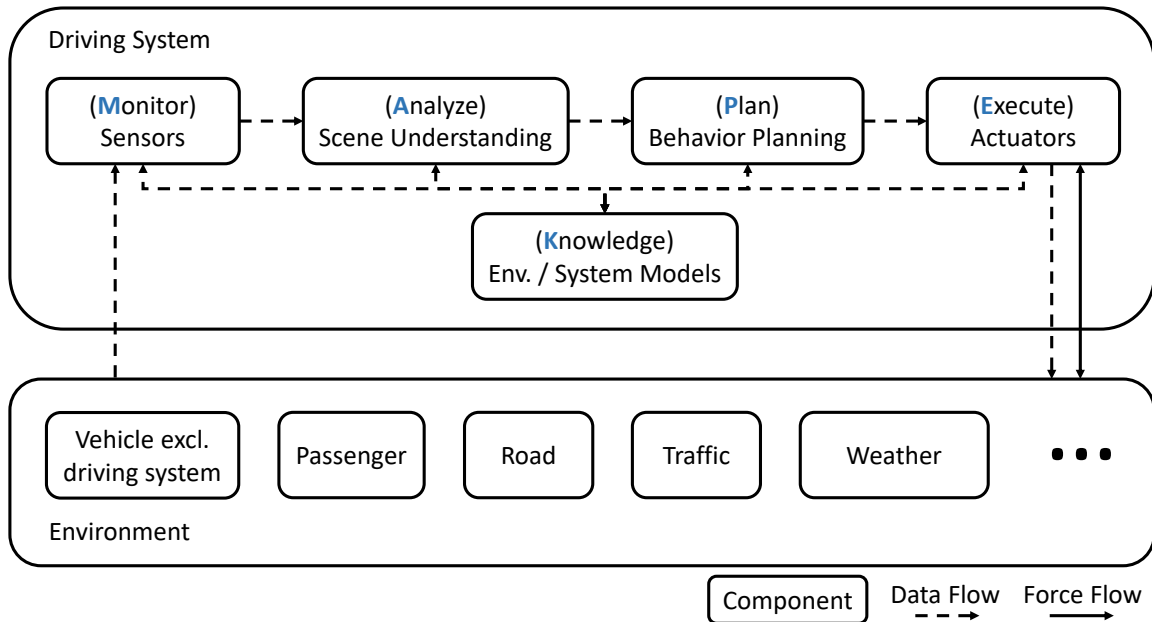 Driving System
(Monitor)
Sensors
(Analyze)
Scene Understanding
(Plan)
Behavior Planning
(Execute)
Actuators
(Knowledge)
Env. / System Models
Vehicle excl.
driving system
Passenger
Road
Traffic
Weather
Environment
Component
Data Flow
Force Flow